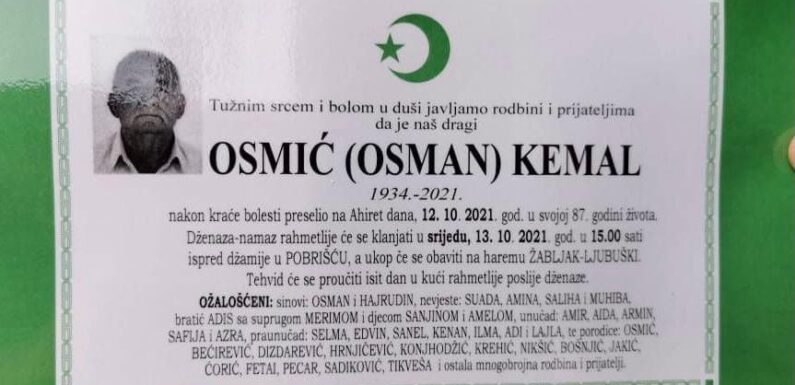 Tužnim srcem i bolom u duši javljamo rodbini i prijateljima
da je naš dragi
OSMIĆ (OSMAN) KEMAL
1934.-2021.
nakon kraće bolesti preselio na Ahiret dana, 12. 10. 2021. god. u svojoj 87. godini života.
Dženaza-namaz rahmetlije će se klanjati u srijedu, 13. 10. 2021. god. u 15.00 sati
ispred džamije u POBRIŠĆU, a ukop će se obaviti na haremu ŽABLJAK-LJUBUŠKI.
Tehvid će se proučiti isit dan u kući rahmetlije poslije dženaze.
OŽALOŠĆENI: sinovi: OSMAN i HAJRUDIN, nevjeste: SUADA, AMINA, SALIHA i MUHIBA,
bratić ADIS sa suprugom MERIMOM i djecom SANJINOM i AMELOM, unučad: AMIR, AIDA, ARMIN,
SAFIJA i AZRA, praunučad: SELMA, EDVIN, SANEL, KENAN, ILMA, ADI i LAJLA, te porodice: OSMIĆ,
BEĆIREVIĆ, DIZDAREVIĆ, HRNJIČEVIĆ, KONJHODŽIĆ, KREHIĆ, NIKŠIĆ, BOŠNJIĆ, JAKIĆ,
ĆORIĆ, FETAI, PECAR, SADIKOVIĆ, TIKVEŠA i ostala mnogobrojna rodbina i prijatelji.